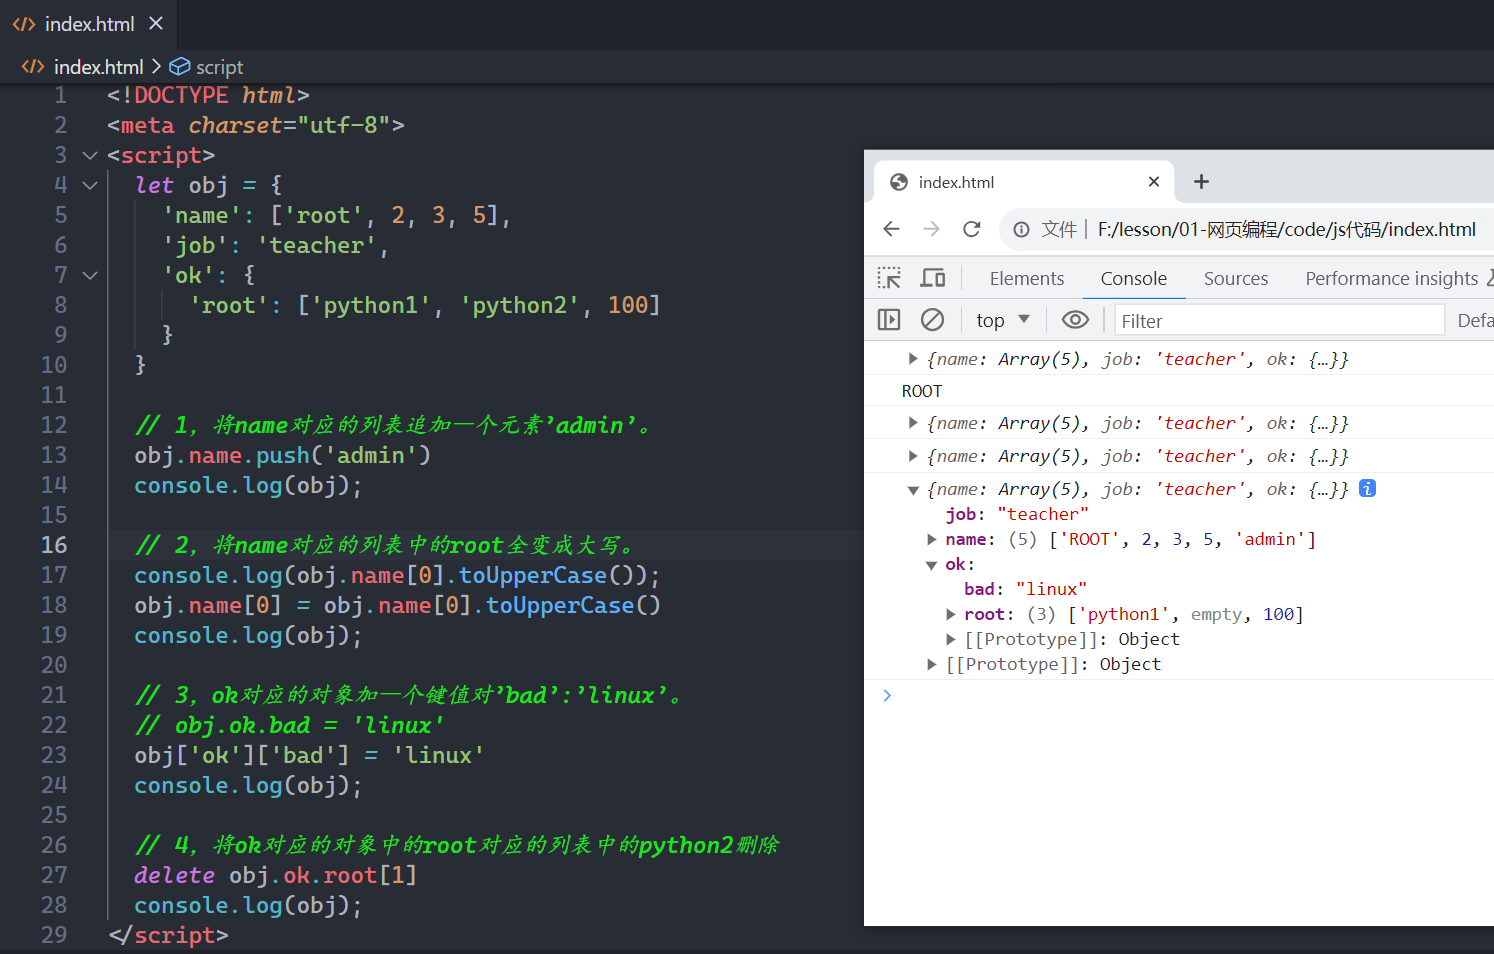 index.html
index.html > script
1 <!DOCTYPE html>
2 <meta charset="utf-8">
3 <script>
4 let obj = {
5 'name': ['root', 2, 3, 5],
6 'job': 'teacher',
7 'ok': {
8 'root': ['python1', 'python2', 100]
9 }
10 }
11
12 // 1, 将name对应的列表追加一个元素'admin'。
13 obj.name.push('admin')
14 console.log(obj);
15
16 // 2, 将name对应的列表中的root全变成大写。
17 console.log(obj.name[0].toUpperCase());
18 obj.name[0] = obj.name[0].toUpperCase()
19 console.log(obj);
20
21 // 3, ok对应的对象加一个键值对'bad':'linux'。
22 // obj.ok.bad = 'linux'
23 obj['ok']['bad'] = 'linux'
24 console.log(obj);
25
26 // 4, 将ok对应的对象中的root对应的列表中的python2删除
27 delete obj.ok.root[1]
28 console.log(obj);
29 </script>
index.html
文件 | F:/lesson/01-网页编程/code/js代码/index.html
Elements Console Sources Performance insights
top Filter Defa
{name: Array(5), job: 'teacher', ok: {…}}
ROOT
{name: Array(5), job: 'teacher', ok: {…}}
{name: Array(5), job: 'teacher', ok: {…}}
{name: Array(5), job: 'teacher', ok: {…}} i
job: "teacher"
name: (5) ['ROOT', 2, 3, 5, 'admin']
ok:
bad: "linux"
root: (3) ['python1', empty, 100]
[[Prototype]]: Object
[[Prototype]]: Object